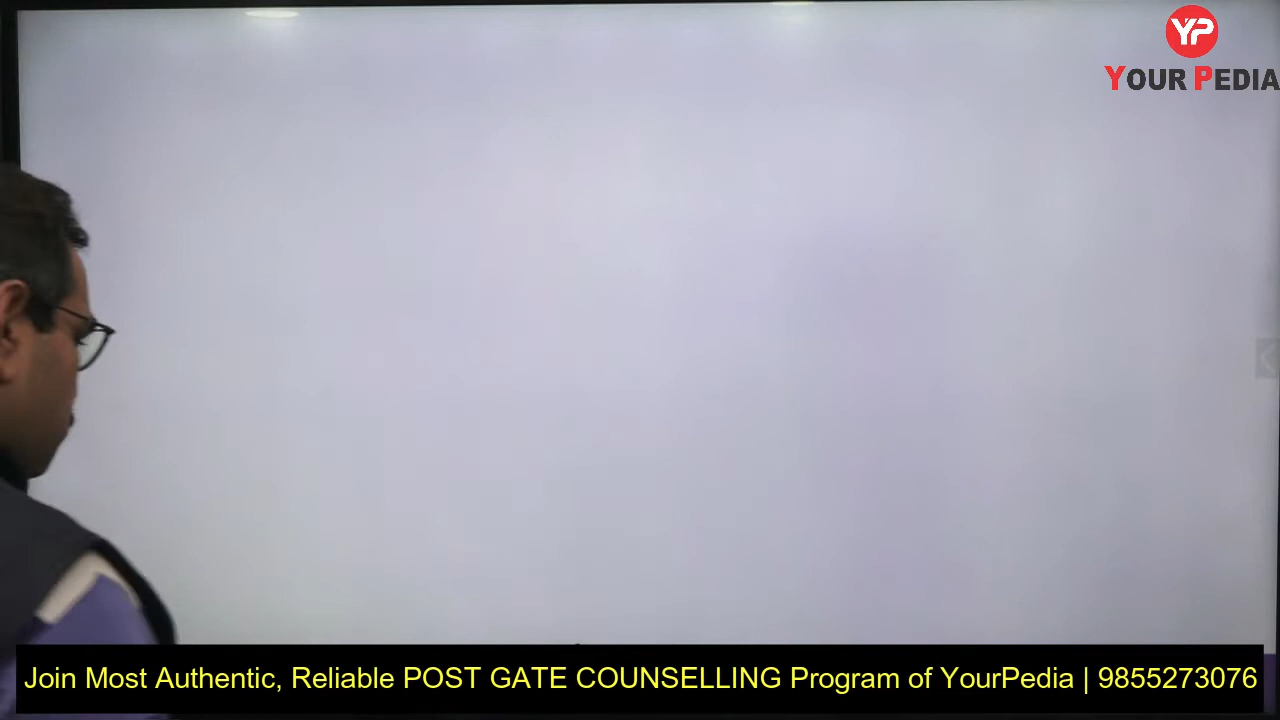 YP
YOUR PEDIA
Join Most Authentic, Reliable POST GATE COUNSELLING Program of YourPedia | 9855273076